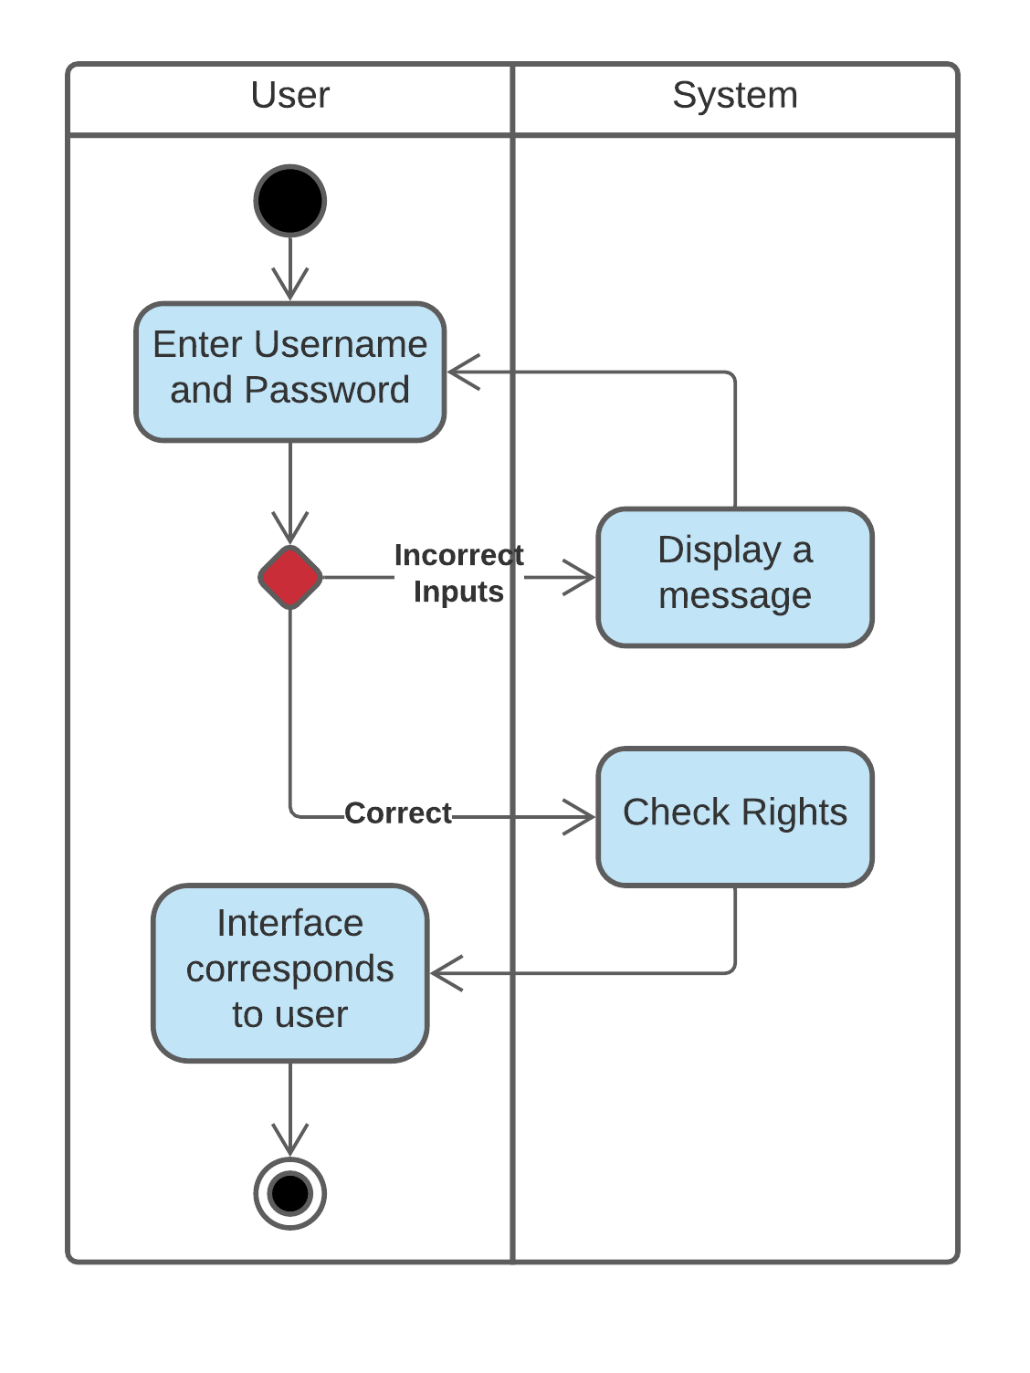 User
System
Enter Username
and Password
Incorrect
Inputs
Display a
message
Correct
Check Rights
Interface
corresponds
to user